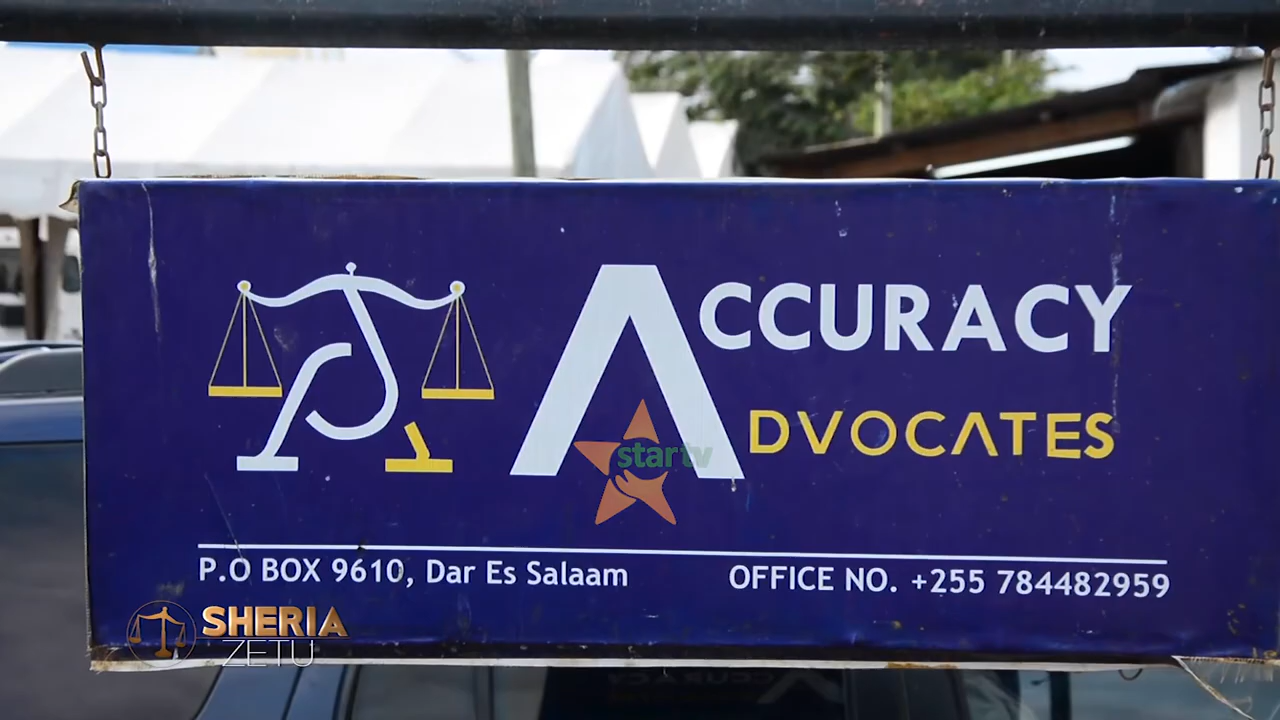 ACCURACY
ADVOCATES
startv
P.O BOX 9610, Dar Es Salaam
OFFICE NO. +255 784482959
SHERIA
ZETU